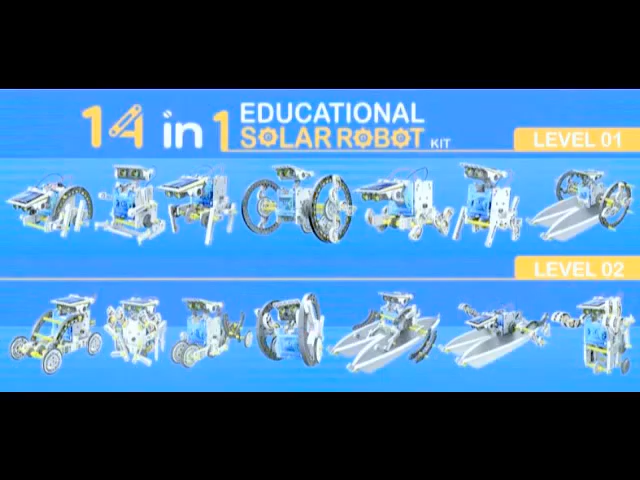 14 in 1 EDUCATIONAL
SOLAR ROBOT KIT
LEVEL 01
LEVEL 02